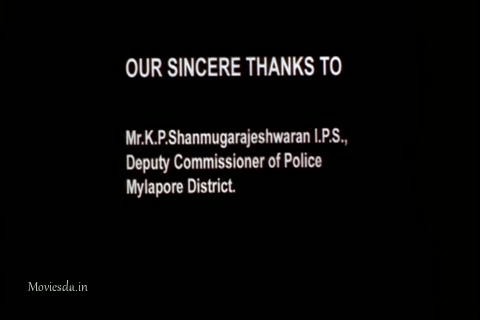 OUR SINCERE THANKS TO
Mr.K.P.Shanmugarajeshwaran I.P.S.,
Deputy Commissioner of Police
Mylapore District.
Moviesda.in